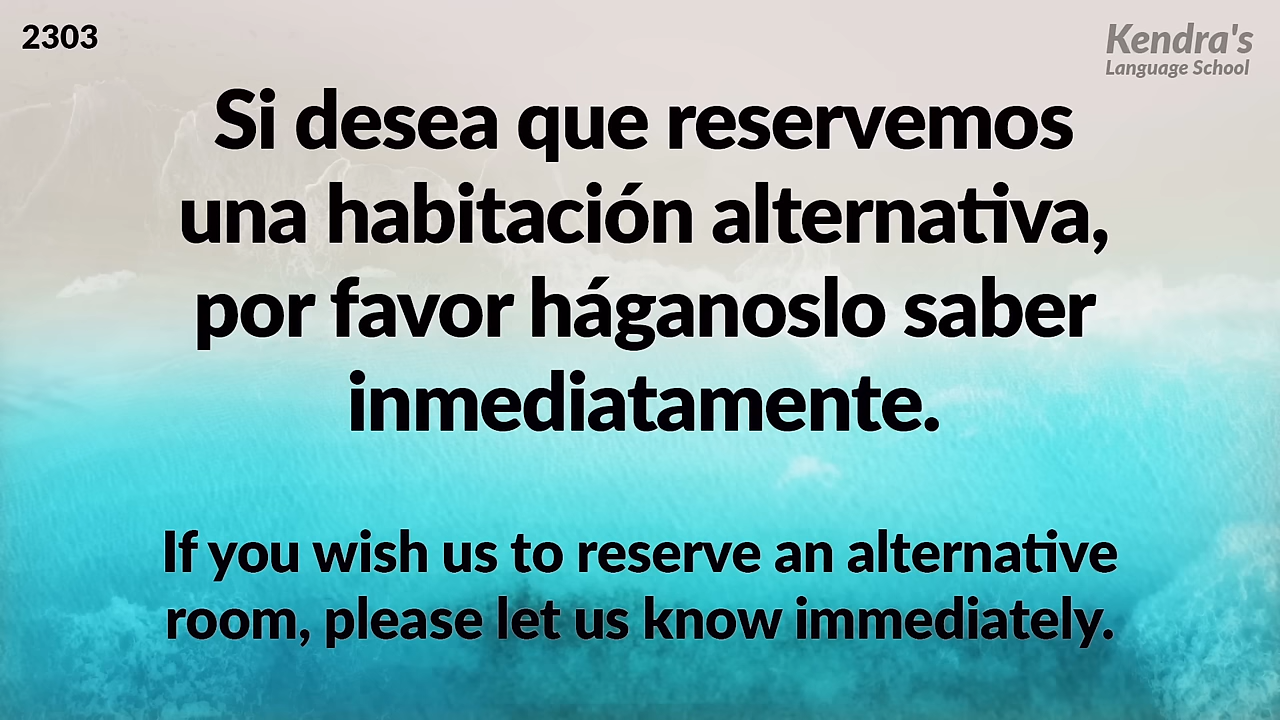 2303
Kendra's
Language School
Si desea que reservemos
una habitación alternativa,
por favor háganoslo saber
inmediatamente.
If you wish us to reserve an alternative
room, please let us know immediately.